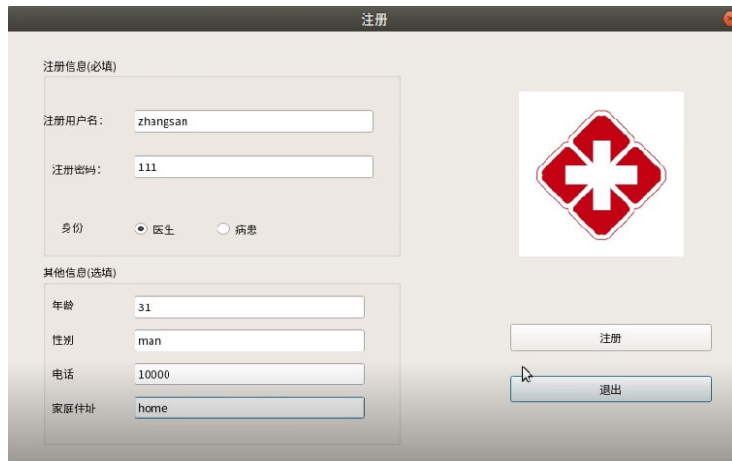 注册
注册信息(必填)
注册用户名: zhangsan
注册密码: 111
身份 医生 病患
其他信息(选填)
年龄 31
性别 man
电话 10000
家庭住址 home
注册
退出